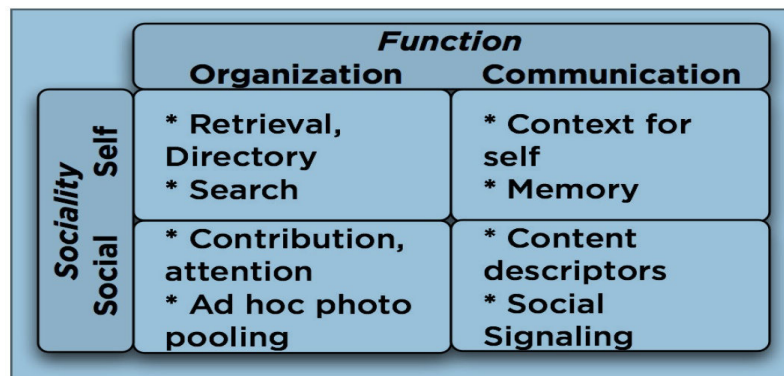 Function
Organization Communication
Sociality
Self
Social
* Retrieval,
Directory
* Search
* Context for
self
* Memory
* Contribution,
attention
* Ad hoc photo
pooling
* Content
descriptors
* Social
Signaling